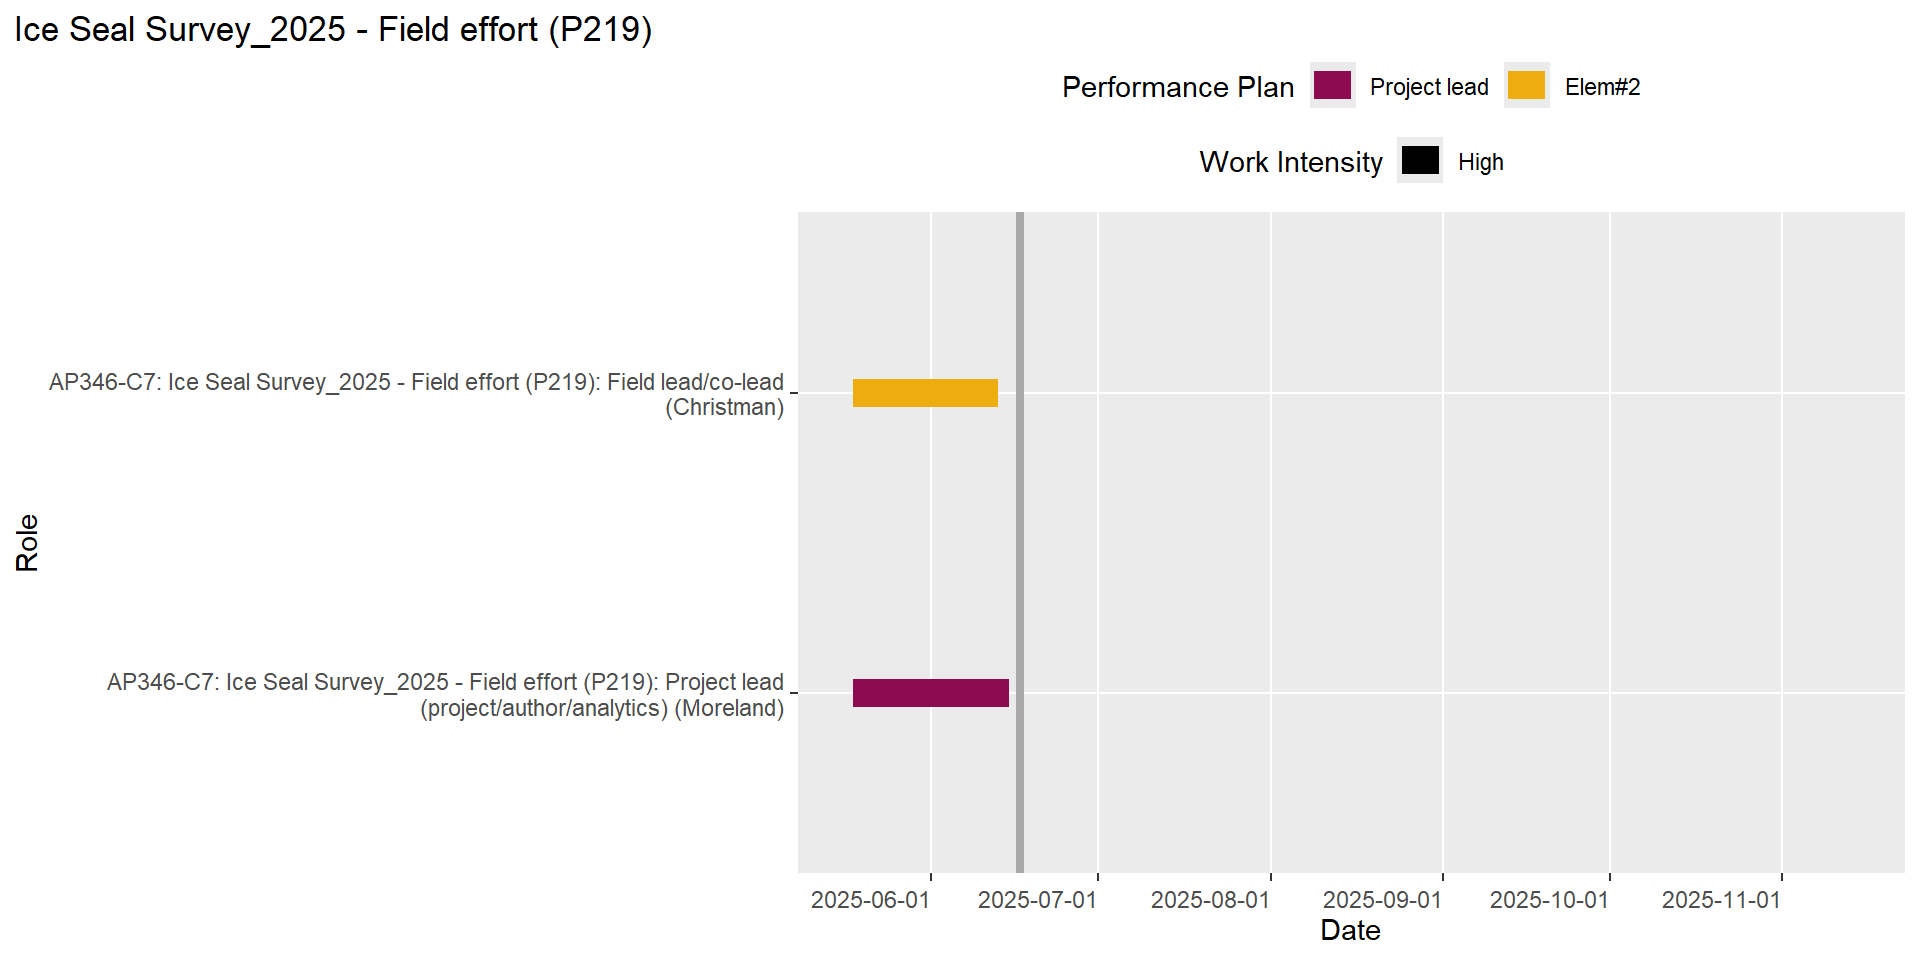 Ice Seal Survey_2025 - Field effort (P219)
Performance Plan Project lead Elem#2
Work Intensity High
AP346-C7: Ice Seal Survey_2025 - Field effort (P219): Field lead/co-lead
(Christman)
Role
AP346-C7: Ice Seal Survey_2025 - Field effort (P219): Project lead
(project/author/analytics) (Moreland)
2025-06-01 2025-07-01 2025-08-01 2025-09-01 2025-10-01 2025-11-01
Date